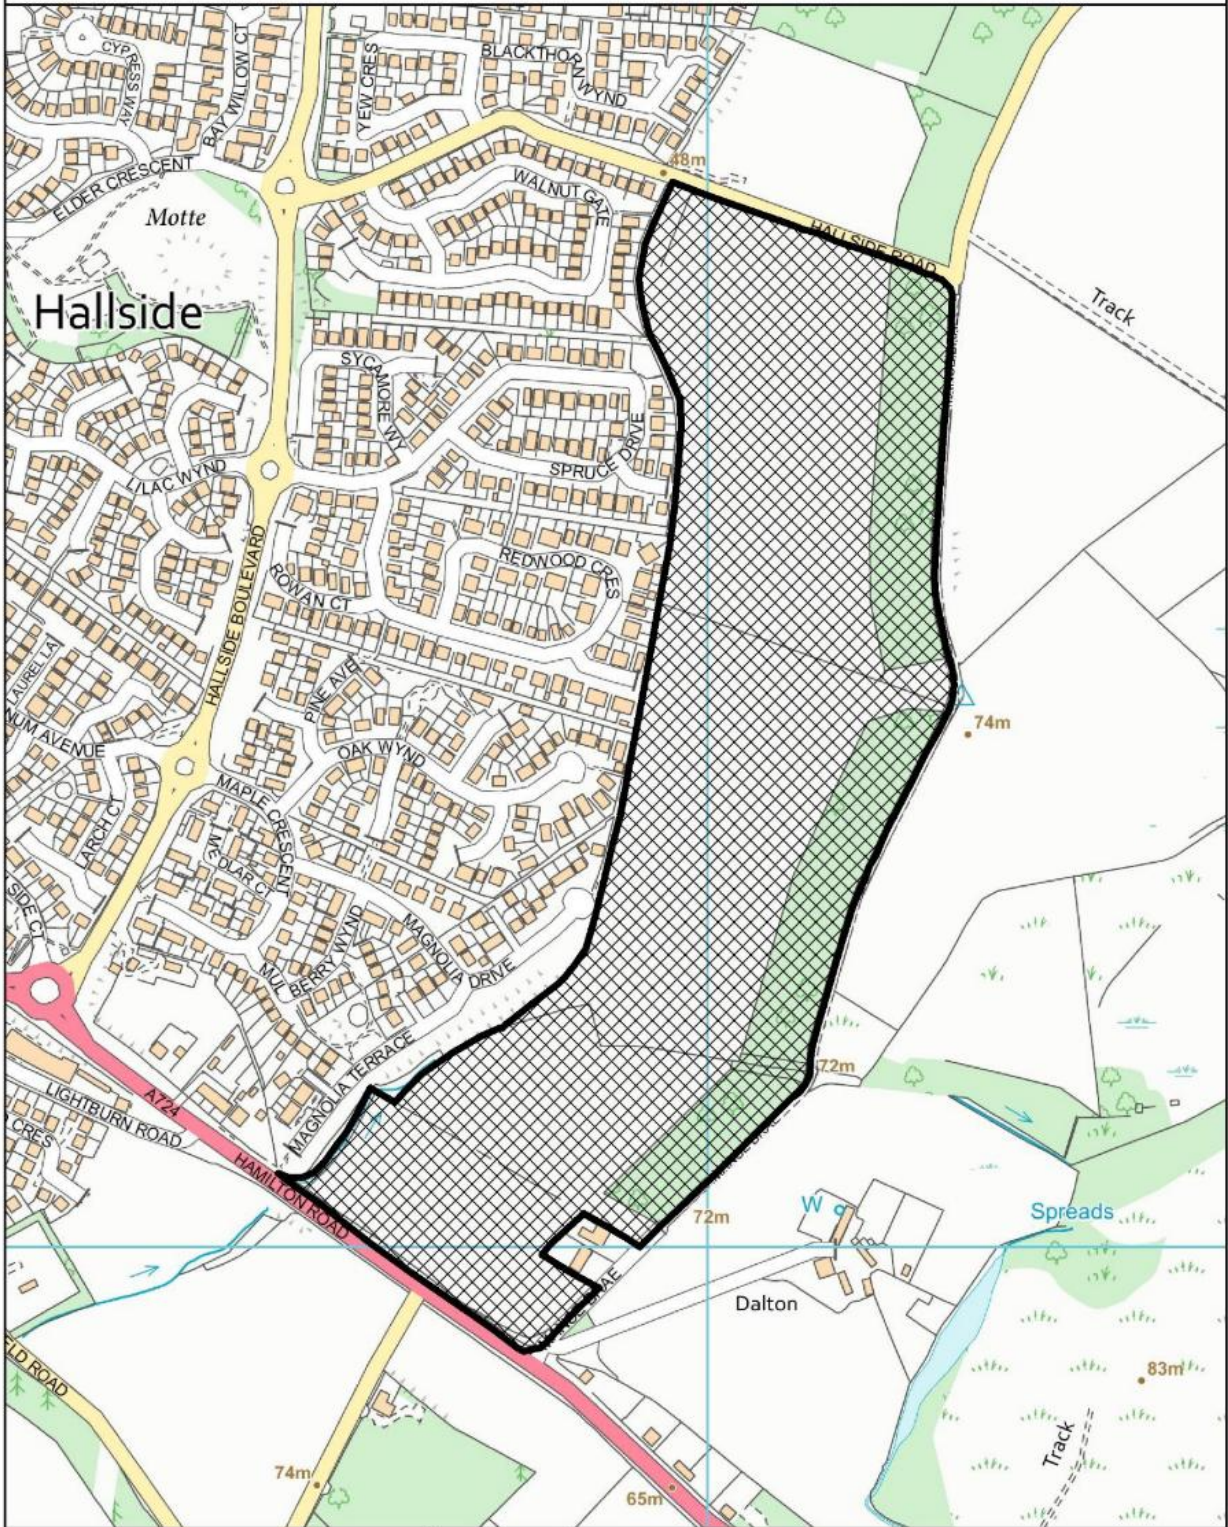 CYPRESS WAY
BAY WILLOW CT
YEW CRES
BLACKTHORN WYND
ELDER CRESCENT
Motte
WALNUT GATE
48m
HALLSIDE ROAD
Hallside
Track
SYCAMORE WY
SPRUCE DRIVE
LILAC WYND
HALLSIDE BOULEVARD
REDWOOD CRES
ROWAN CT
PINE AVE
NUM AVENUE
OAK WYND
74m
LARCH CT
MAPLE CRESCENT
MEDLAR CT
SIDE CT
MULBERRY WYND
MAGNOLIA DRIVE
MAGNOLIA TERRACE
72m
A724
LIGHTBURN ROAD
CRES
HAMILTON ROAD
72m
W
Spreads
Dalton
ELD ROAD
83m
Track
74m
65m